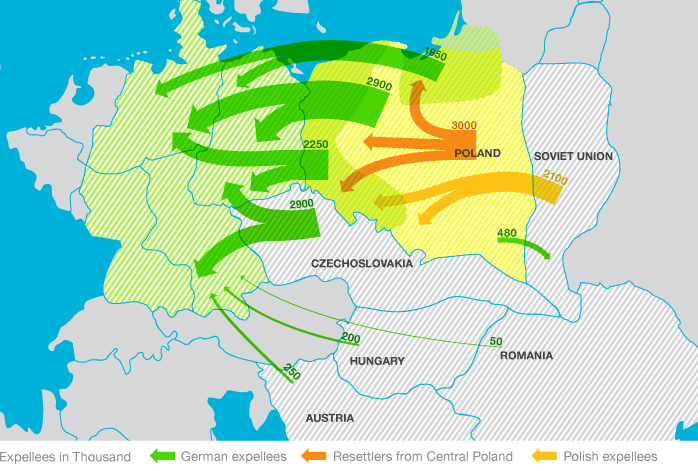 1950
2900
3000
2250
POLAND
SOVIET UNION
2100
2900
480
CZECHOSLOVAKIA
200
50
HUNGARY
ROMANIA
250
AUSTRIA
Expellees in Thousand
German expellees
Resettlers from Central Poland
Polish expellees